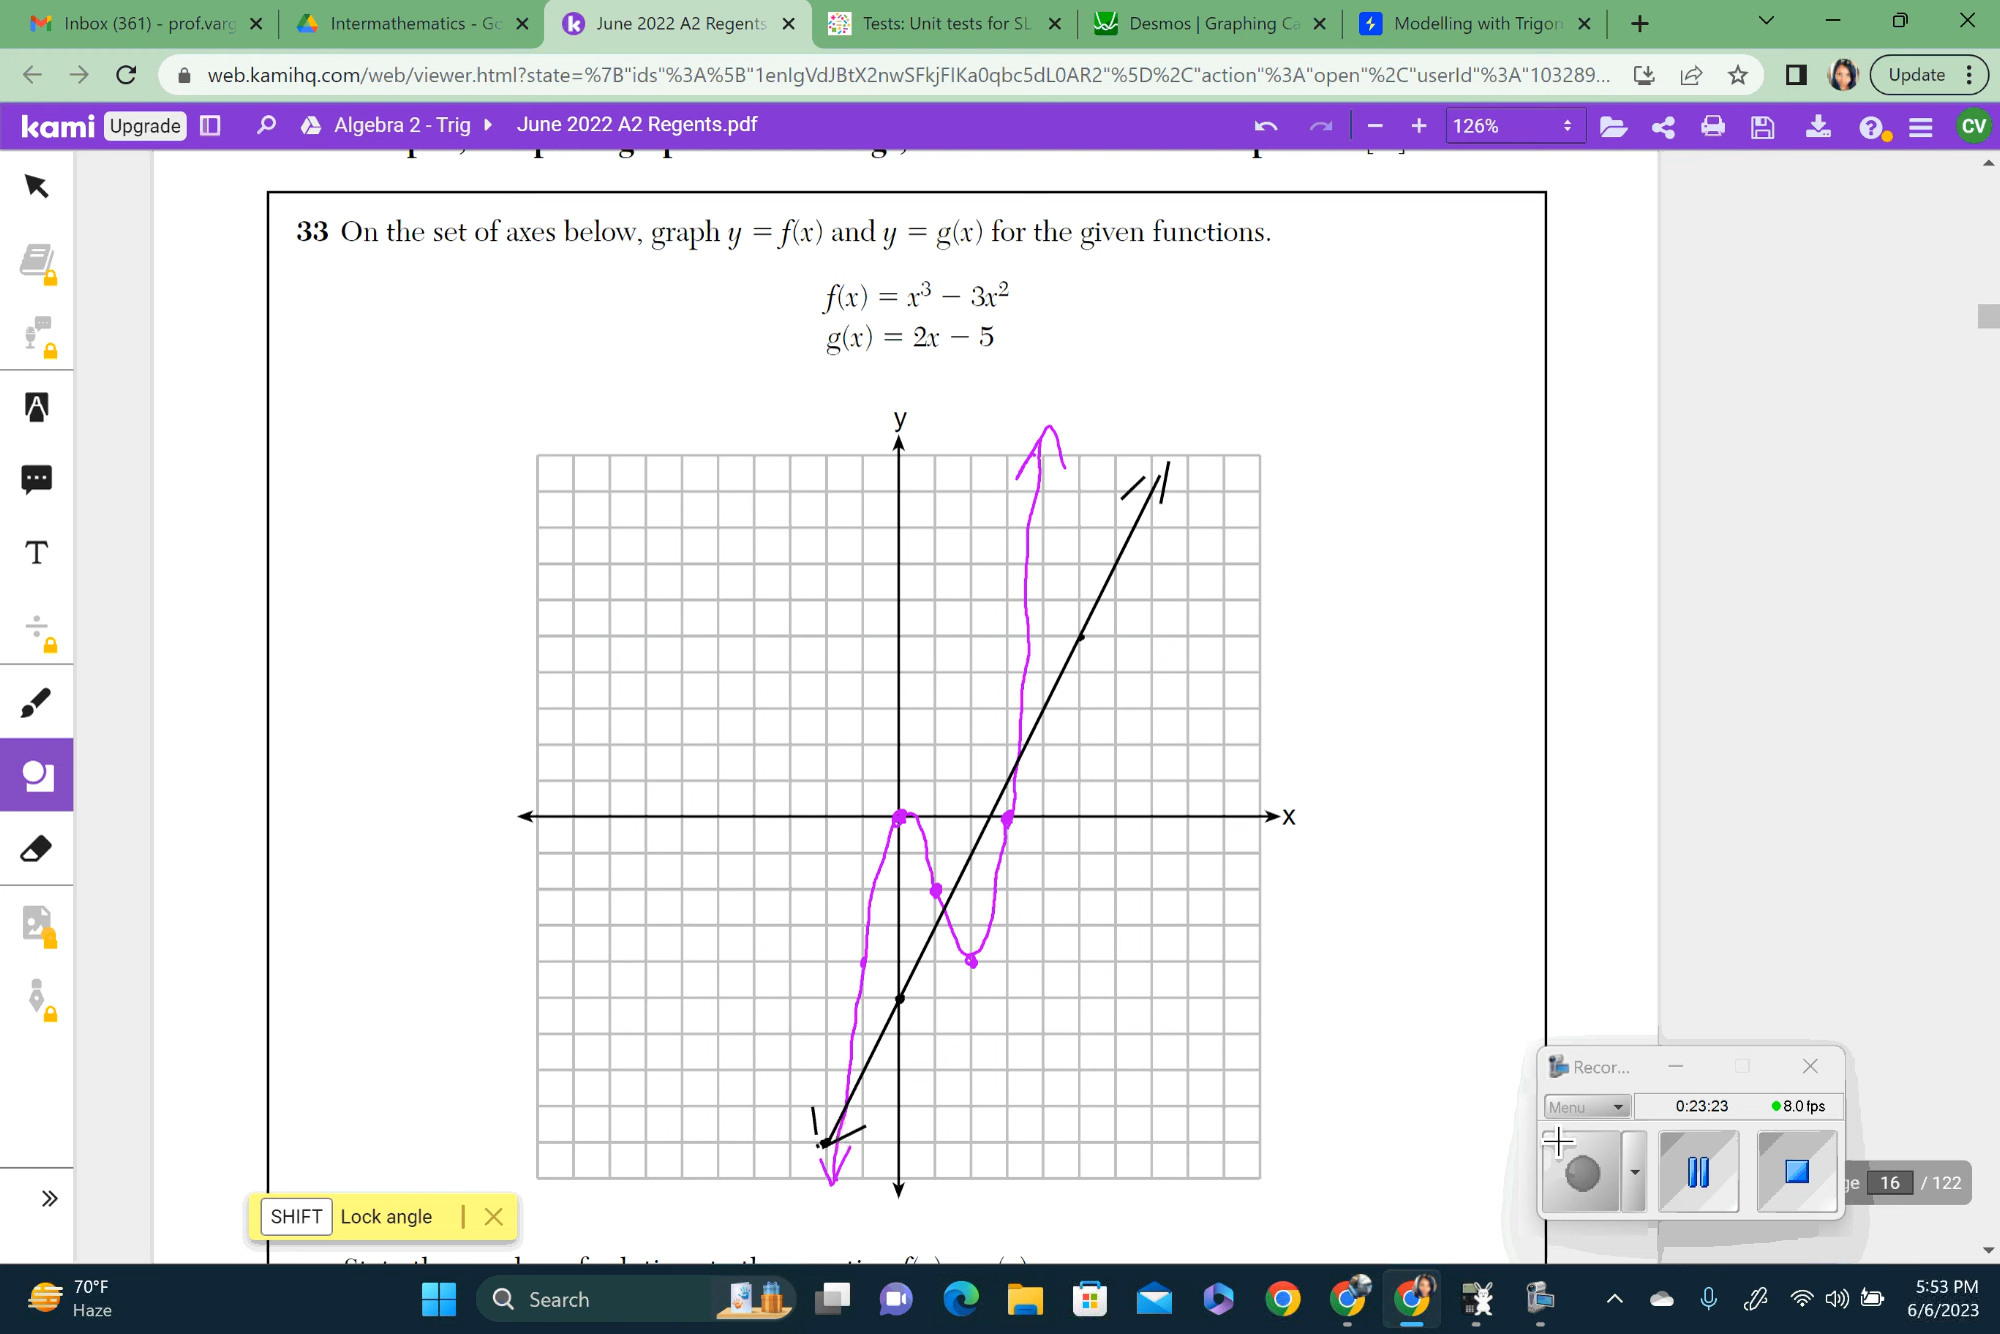 Inbox (361) - prof.varg
Intermathematics - Go
June 2022 A2 Regents
Tests: Unit tests for SL
Desmos | Graphing Ca
Modelling with Trigon
web.kamihq.com/web/viewer.html?state=%7B"ids"%3A%5B"1enIgVdJBtX2nwSFkjFIKa0qbc5dL0AR2"%5D%2C"action"%3A"open"%2C"userId"%3A"103289...
Update
kami Upgrade
Algebra 2 - Trig
June 2022 A2 Regents.pdf
126%
CV
33 On the set of axes below, graph y = f(x) and y = g(x) for the given functions.
f(x) = x³ − 3x²
g(x) = 2x − 5
y
x
T
Recor...
Menu
0:23:23
8.0 fps
ge 16 / 122
SHIFT Lock angle
70°F
Haze
Search
5:53 PM
6/6/2023